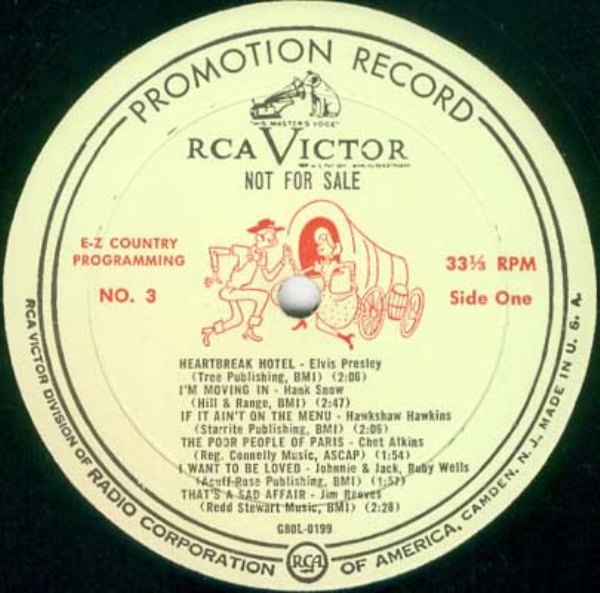 PROMOTION RECORD
"HIS MASTER'S VOICE"
RCA VICTOR
NOT FOR SALE
E-Z COUNTRY
PROGRAMMING
NO. 3
33⅓ RPM
Side One
HEARTBREAK HOTEL - Elvis Presley
(Tree Publishing, BMI) (2:06)
I'M MOVING IN - Hank Snow
(Hill & Range, BMI) (2:47)
IF IT AIN'T ON THE MENU - Hawkshaw Hawkins
(Starrite Publishing, BMI) (2:05)
THE POOR PEOPLE OF PARIS - Chet Atkins
(Reg. Connelly Music, ASCAP) (1:54)
I WANT TO BE LOVED - Johnnie & Jack, Ruby Wells
(Acuff-Rose Publishing, BMI) (1:57)
THAT'S A SAD AFFAIR - Jim Reeves
(Redd Stewart Music, BMI) (2:28)
G80L-0199
RCA VICTOR DIVISION OF RADIO CORPORATION OF AMERICA, CAMDEN, N. J., MADE IN U. S. A.
RCA